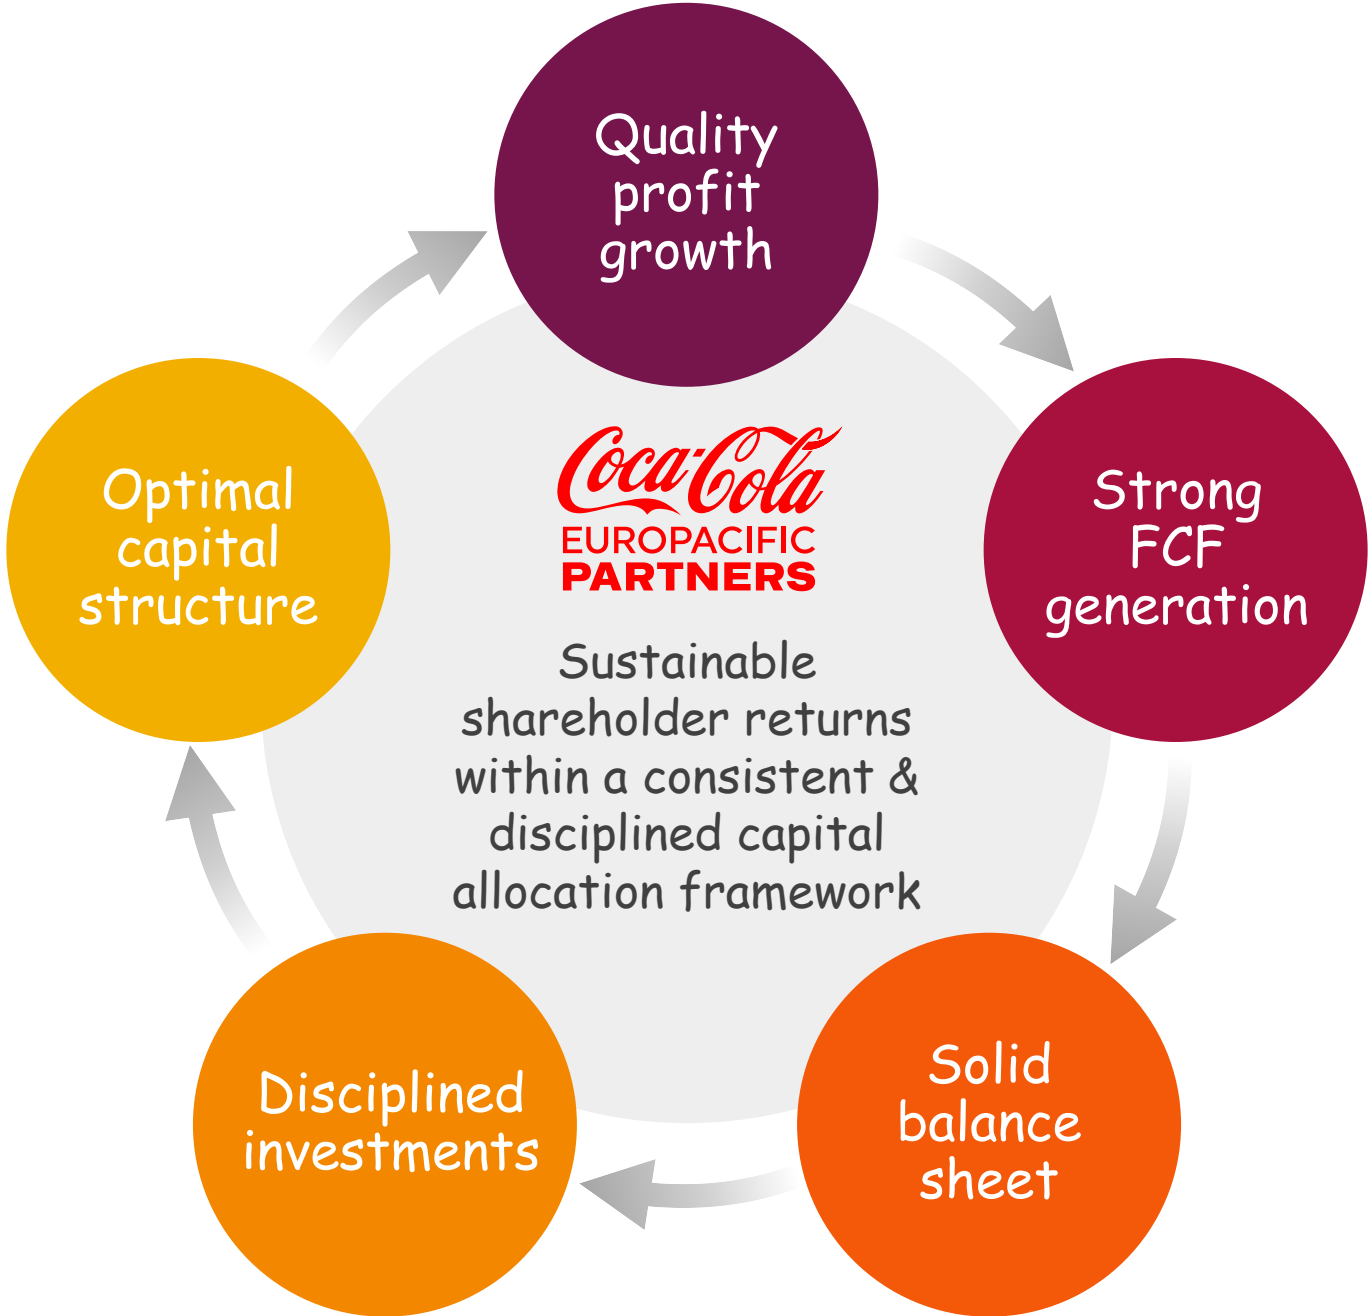 Quality
profit
growth
Strong
FCF
generation
Solid
balance
sheet
Disciplined
investments
Optimal
capital
structure
Coca-Cola
EUROPACIFIC
PARTNERS
Sustainable
shareholder returns
within a consistent &
disciplined capital
allocation framework